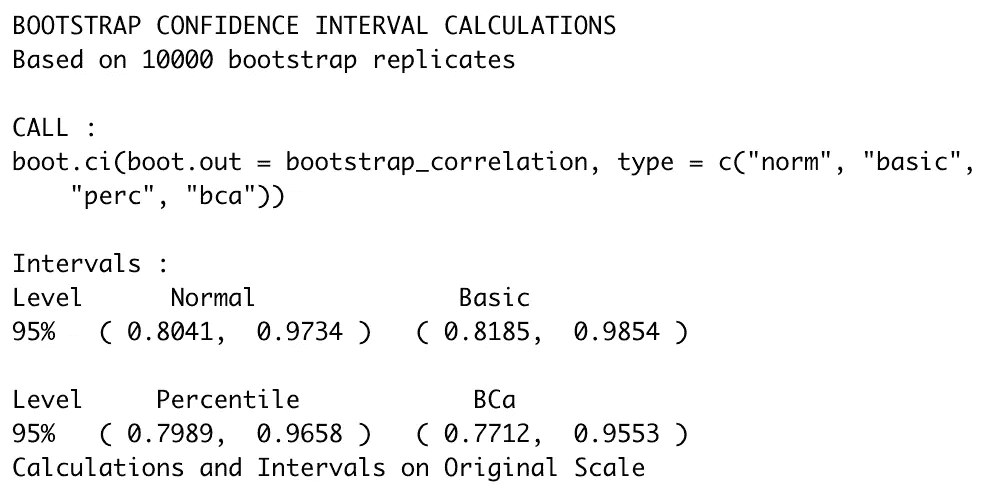 BOOTSTRAP CONFIDENCE INTERVAL CALCULATIONS
Based on 10000 bootstrap replicates

CALL :
boot.ci(boot.out = bootstrap_correlation, type = c("norm", "basic",
    "perc", "bca"))

Intervals :
Level      Normal              Basic
95%   ( 0.8041,  0.9734 )   ( 0.8185,  0.9854 )

Level     Percentile            BCa
95%   ( 0.7989,  0.9658 )   ( 0.7712,  0.9553 )
Calculations and Intervals on Original Scale